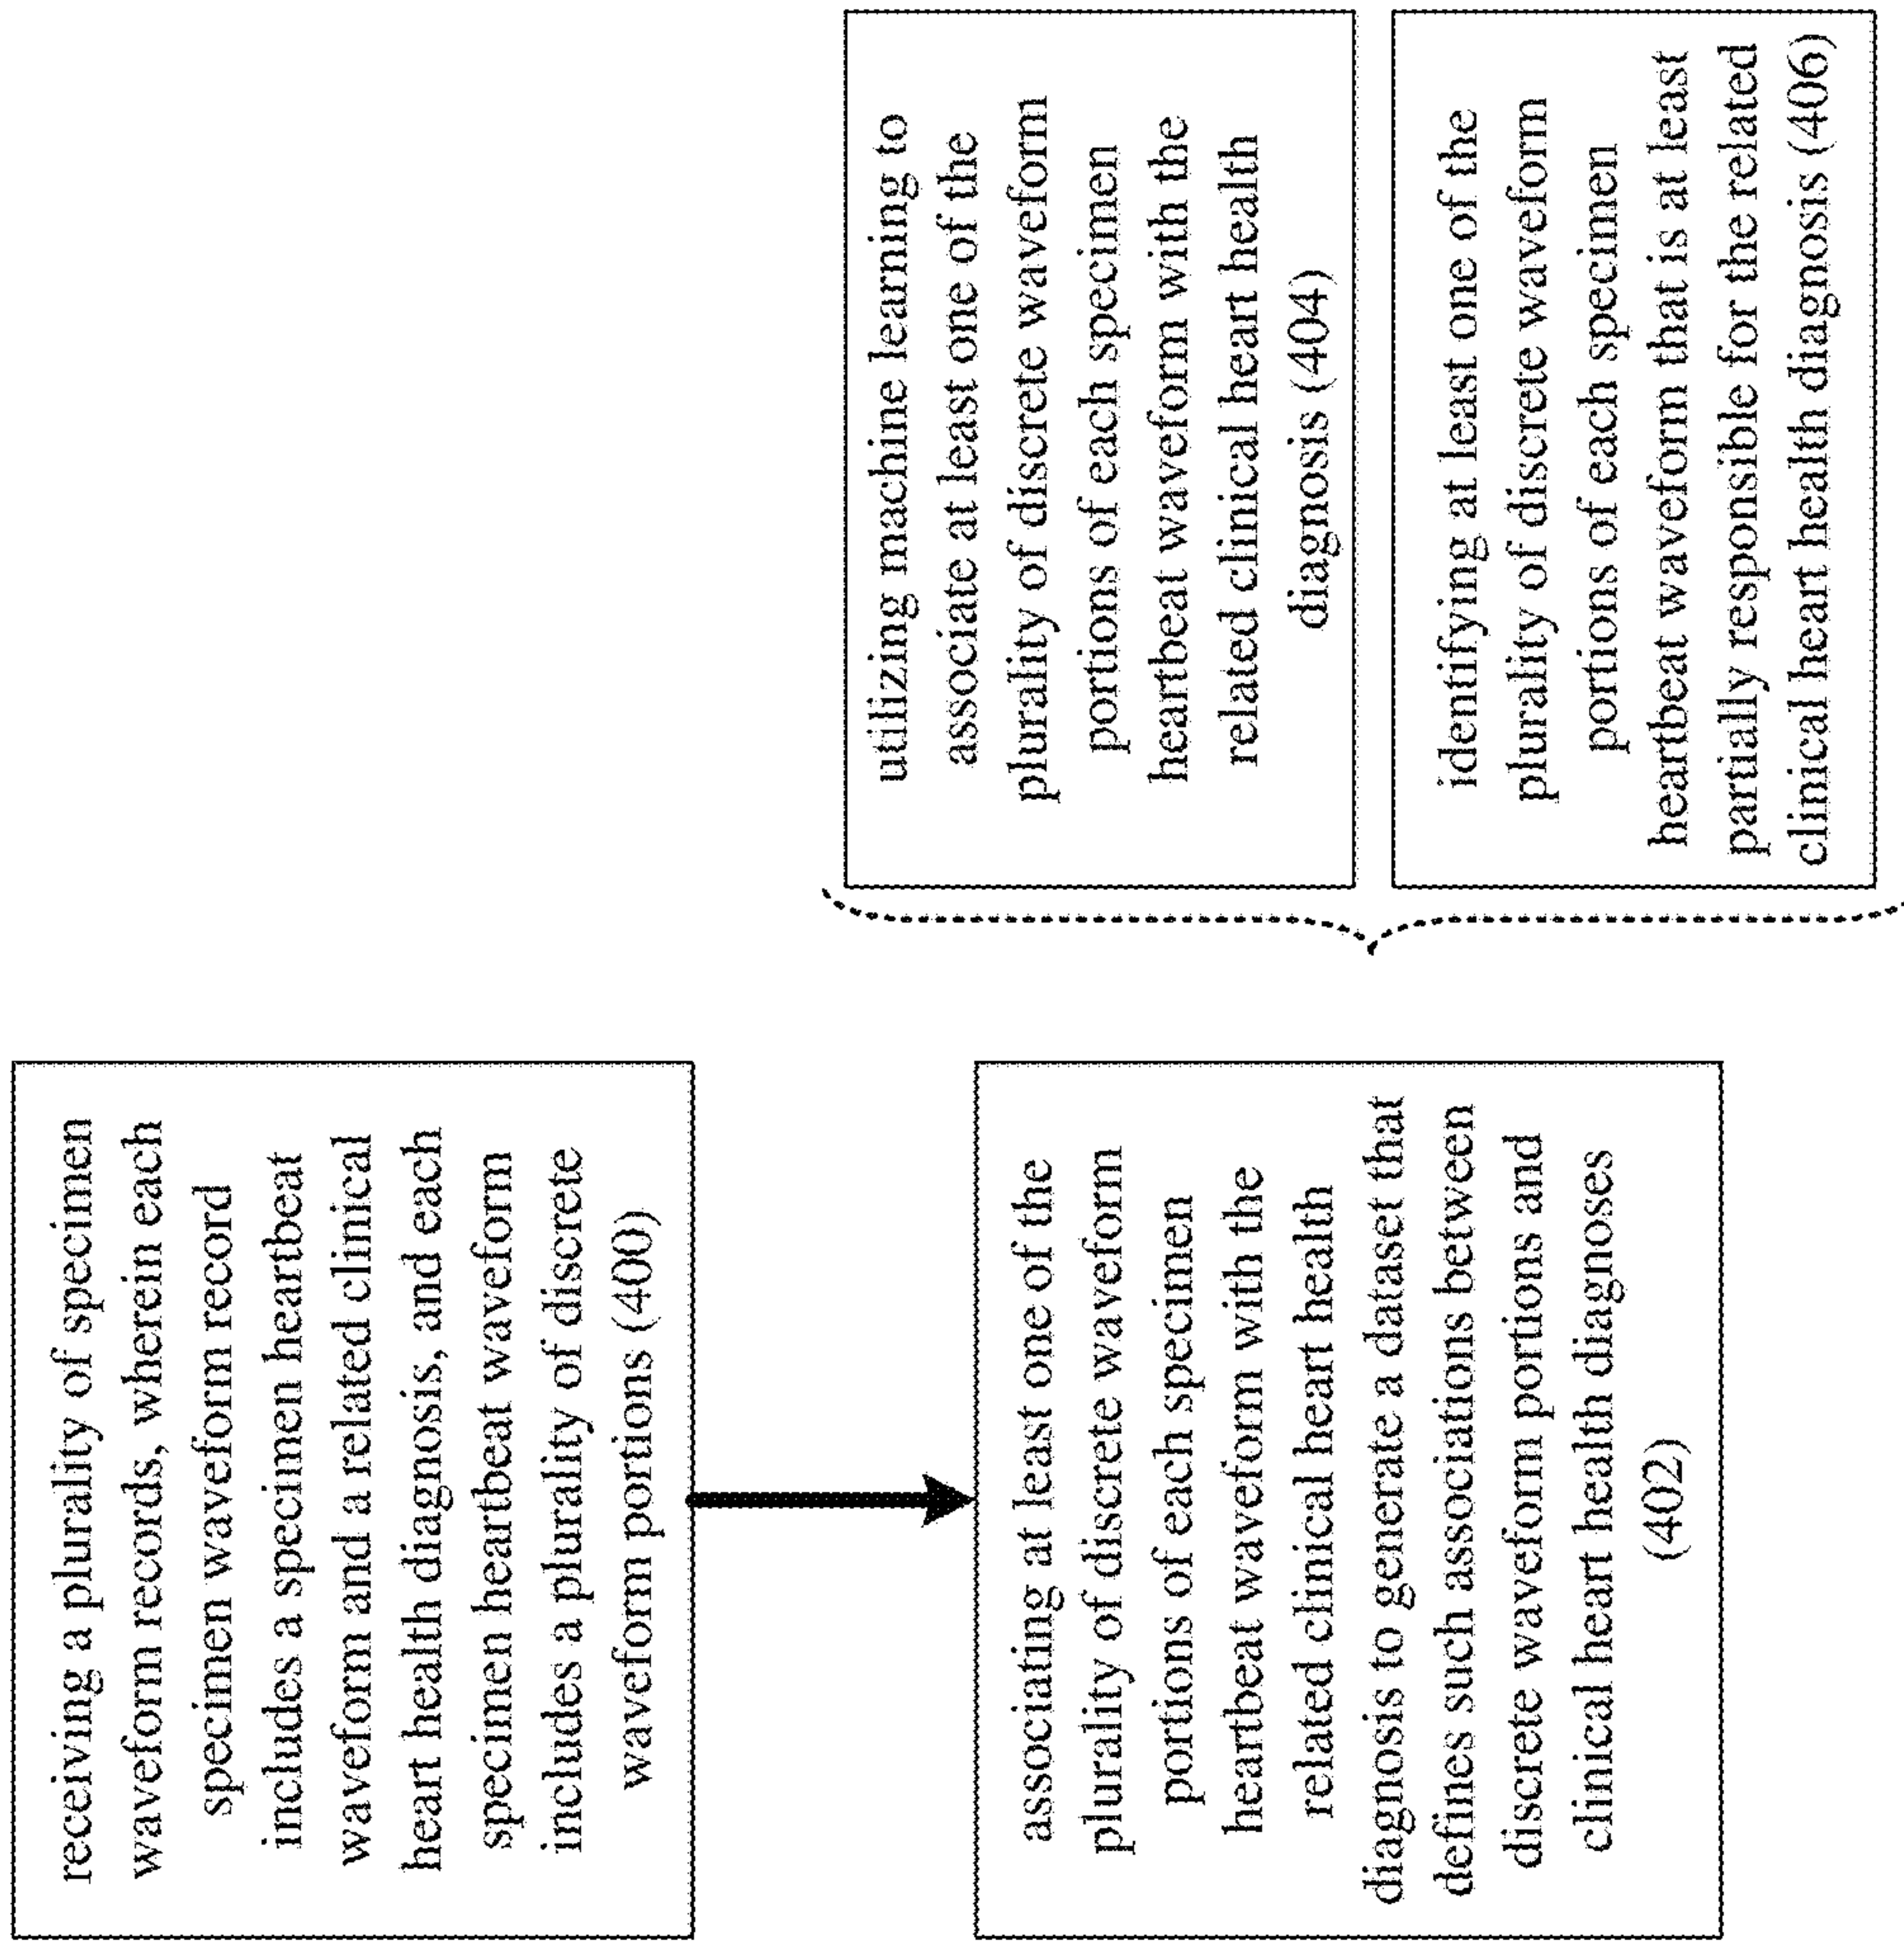 receiving a plurality of specimen
waveform records, wherein each
specimen waveform record
includes a specimen heartbeat
waveform and a related clinical
heart health diagnosis, and each
specimen heartbeat waveform
includes a plurality of discrete
waveform portions (400)
associating at least one of the
plurality of discrete waveform
portions of each specimen
heartbeat waveform with the
related clinical heart health
diagnosis to generate a dataset that
defines such associations between
discrete waveform portions and
clinical heart health diagnoses
(402)
utilizing machine learning to
associate at least one of the
plurality of discrete waveform
portions of each specimen
heartbeat waveform with the
related clinical heart health
diagnosis (404)
identifying at least one of the
plurality of discrete waveform
portions of each specimen
heartbeat waveform that is at least
partially responsible for the related
clinical heart health diagnosis (406)